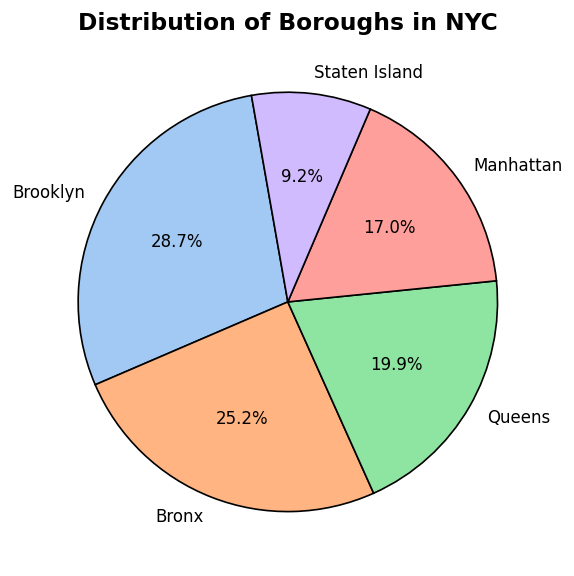 Distribution of Boroughs in NYC
Staten Island
Manhattan
9.2%
Brooklyn
17.0%
28.7%
19.9%
25.2%
Queens
Bronx